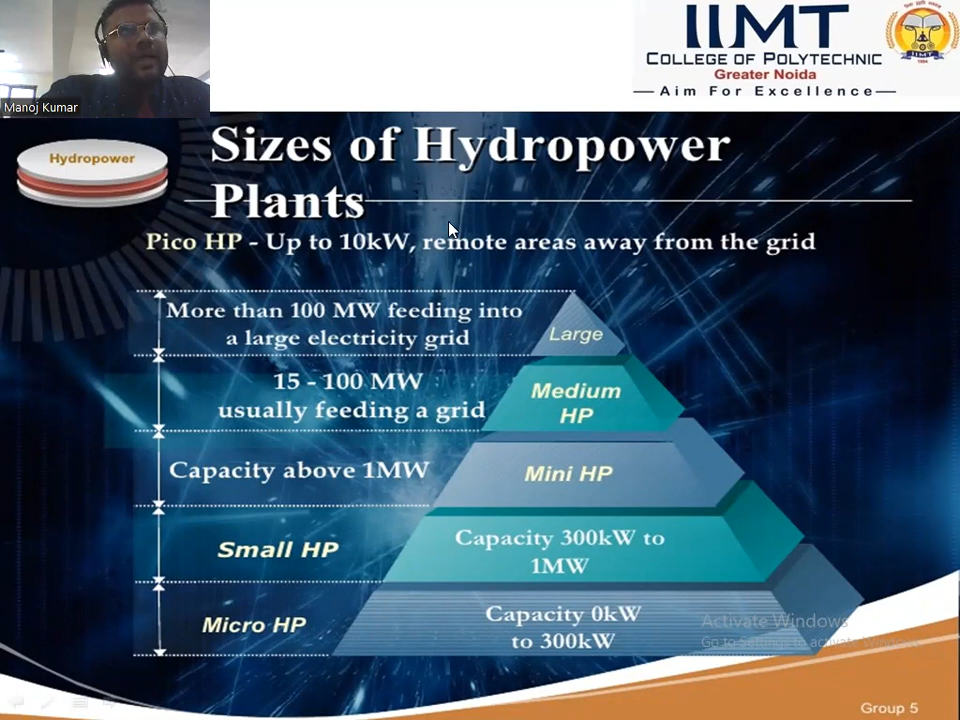 Manoj Kumar
IIMT
COLLEGE OF POLYTECHNIC
Greater Noida
Aim For Excellence
IIMT
Hydropower
Sizes of Hydropower
Plants
Pico HP - Up to 10kW, remote areas away from the grid
More than 100 MW feeding into
a large electricity grid
Large
15 - 100 MW
usually feeding a grid
Medium
HP
Capacity above 1MW
Mini HP
Small HP
Capacity 300kW to
1MW
Micro HP
Capacity 0kW
to 300kW
Activate Windows
Go to Settings to activate Windows.
Group 5